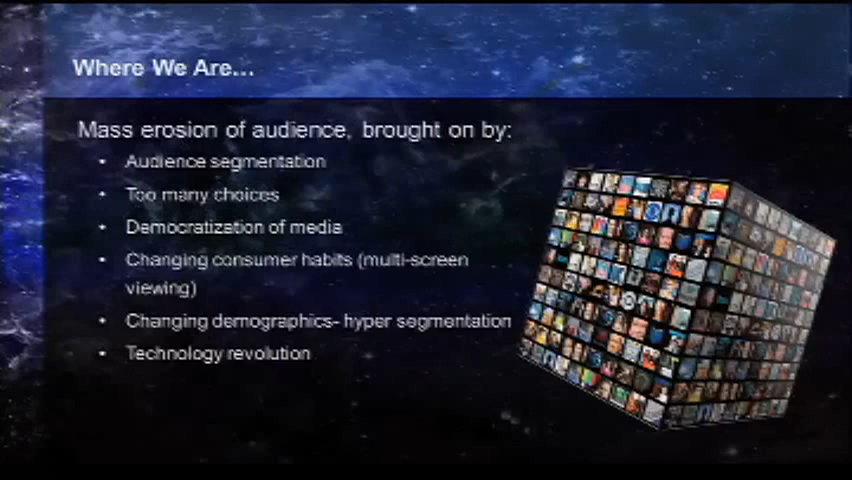 Where We Are...
Mass erosion of audience, brought on by:
• Audience segmentation
• Too many choices
• Democratization of media
• Changing consumer habits (multi-screen
viewing)
• Changing demographics- hyper segmentation
• Technology revolution